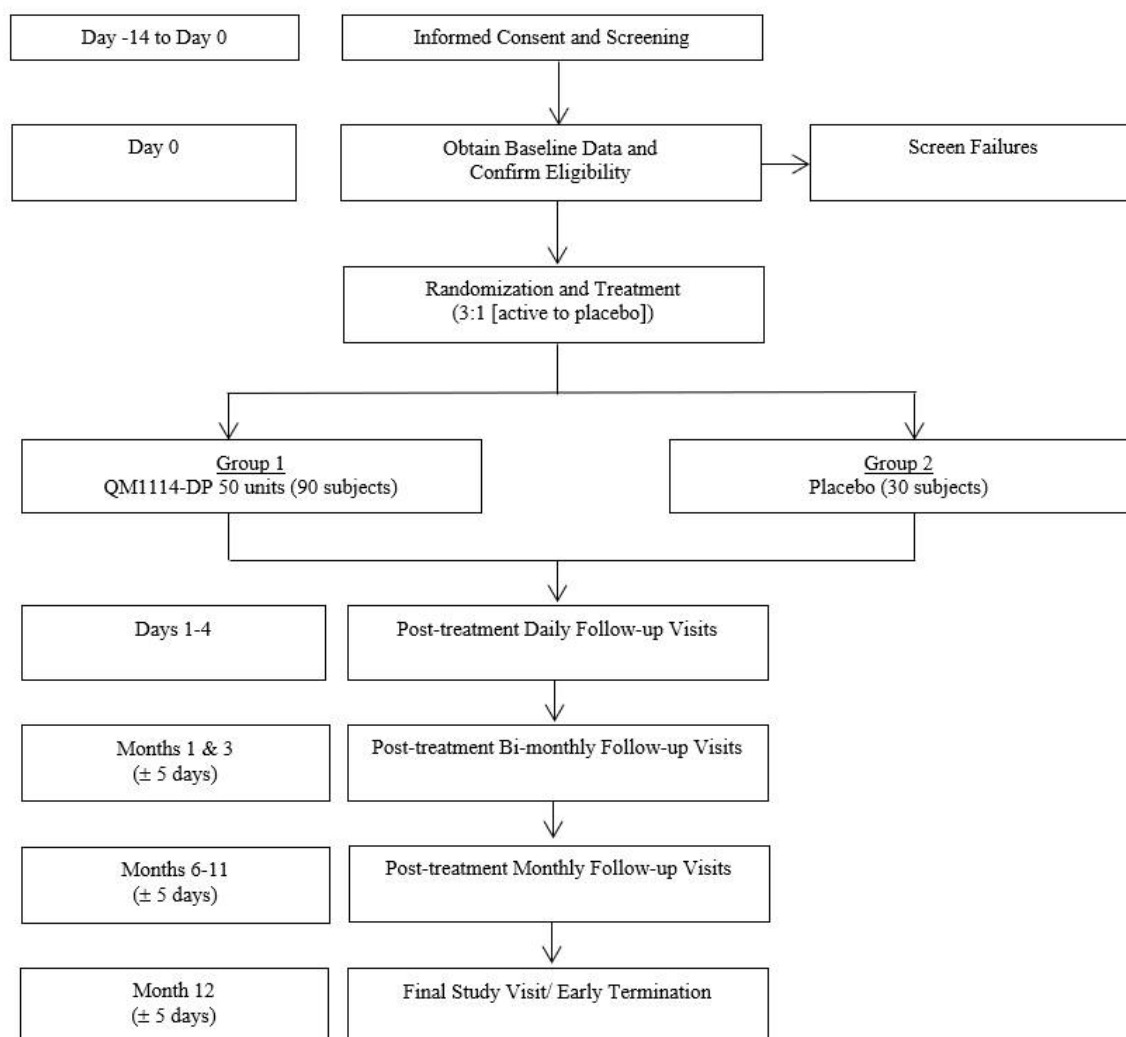 Day -14 to Day 0
Informed Consent and Screening
Day 0
Obtain Baseline Data and
Confirm Eligibility
Screen Failures
Randomization and Treatment
(3:1 [active to placebo])
Group 1
QM1114-DP 50 units (90 subjects)
Group 2
Placebo (30 subjects)
Days 1-4
Post-treatment Daily Follow-up Visits
Months 1 & 3
(± 5 days)
Post-treatment Bi-monthly Follow-up Visits
Months 6-11
(± 5 days)
Post-treatment Monthly Follow-up Visits
Month 12
(± 5 days)
Final Study Visit/ Early Termination